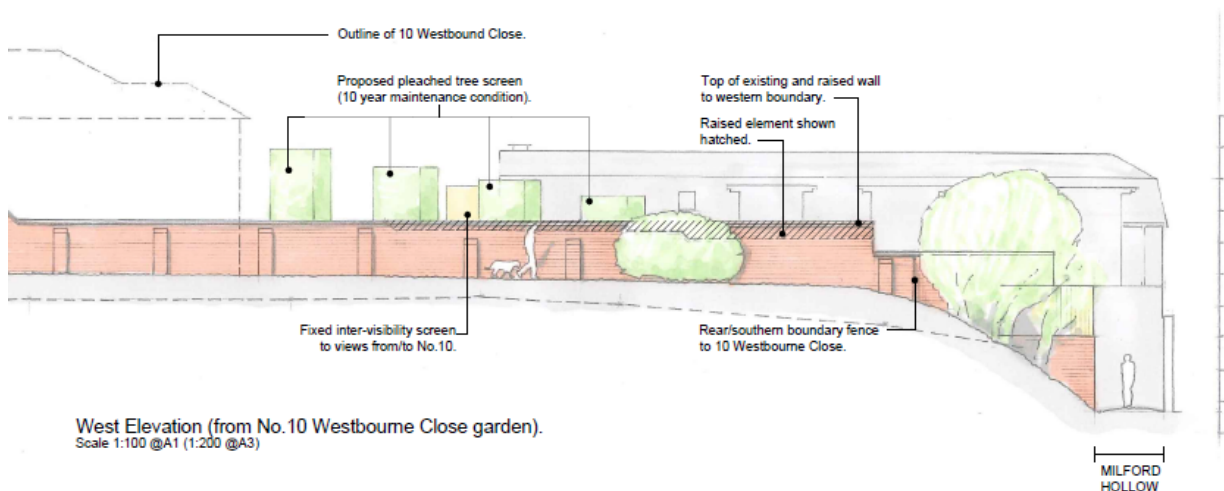 Outline of 10 Westbound Close.
Proposed pleached tree screen
(10 year maintenance condition).
Top of existing and raised wall
to western boundary.
Raised element shown
hatched.
Fixed inter-visibility screen
to views from/to No.10.
Rear/southern boundary fence
to 10 Westbourne Close.
West Elevation (from No.10 Westbourne Close garden).
Scale 1:100 @A1 (1:200 @A3)
MILFORD
HOLLOW